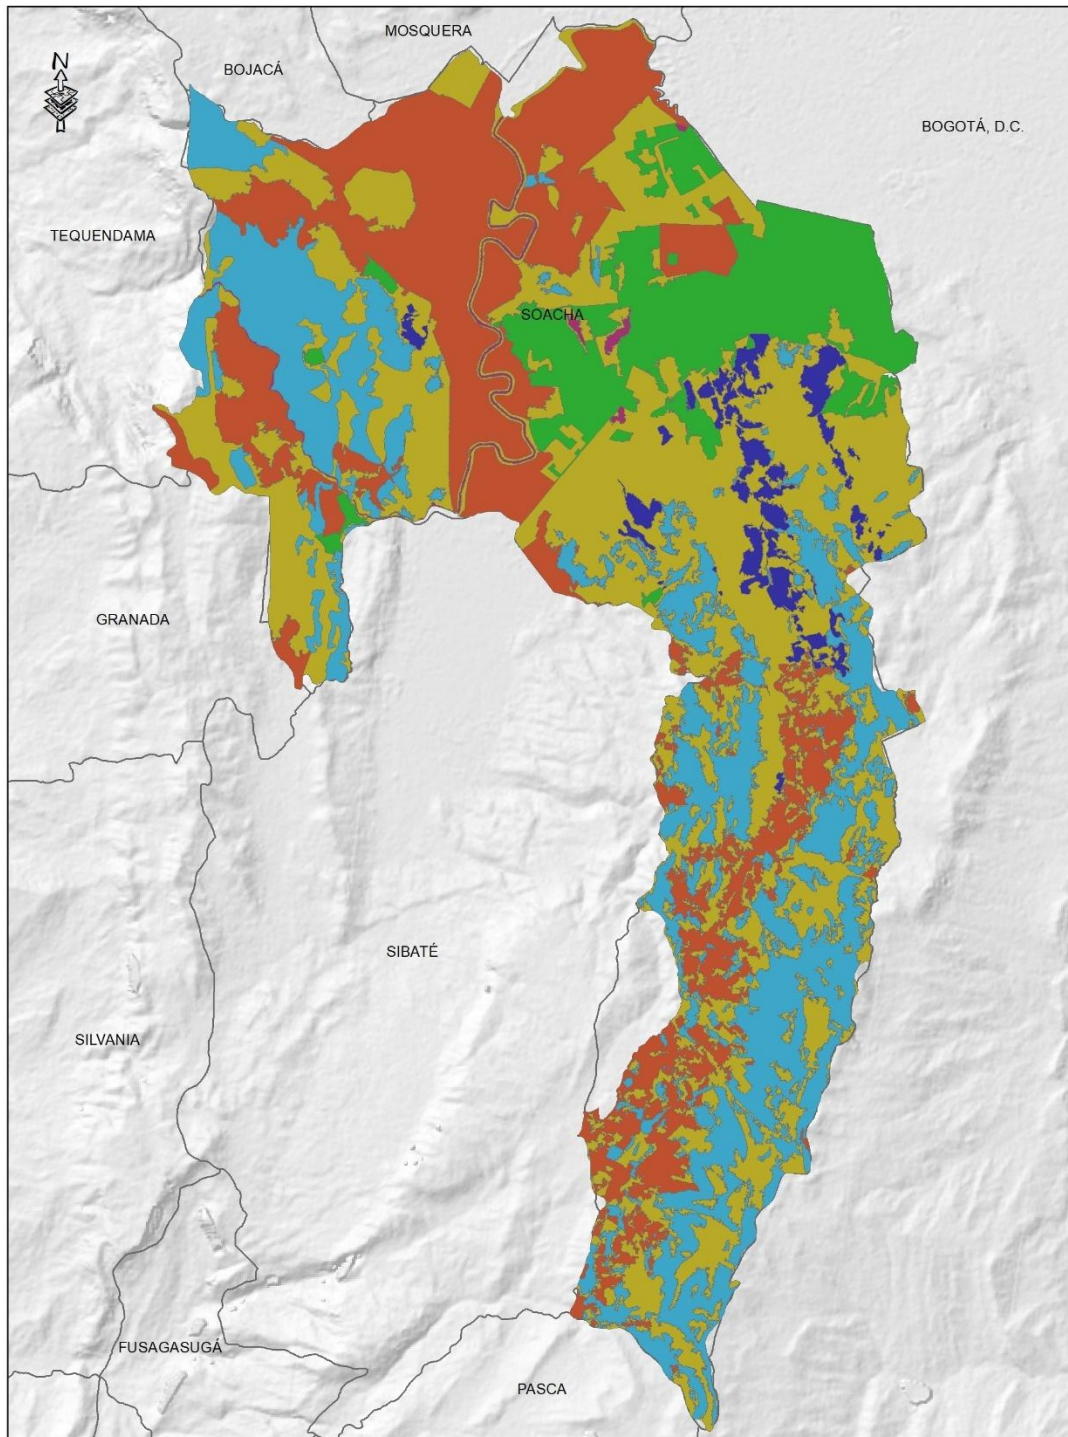 MOSQUERA
N
BOJACÁ
BOGOTÁ, D.C.
TEQUENDAMA
SOACHA
GRANADA
SIBATÉ
SILVANIA
FUSAGASUGÁ
PASCA